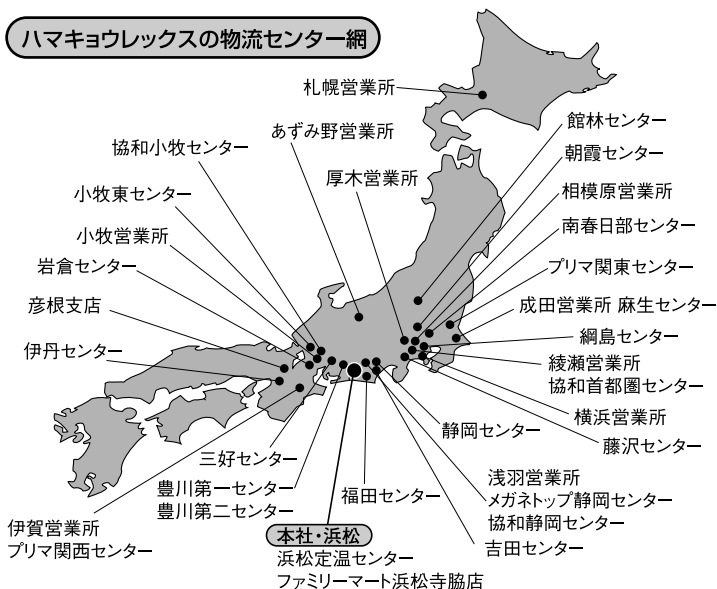 ハマキョウレックスの物流センター網
札幌営業所
あずみ野営業所
協和小牧センター
厚木営業所
小牧東センター
小牧営業所
岩倉センター
彦根支店
伊丹センター
館林センター
朝霞センター
相模原営業所
南春日部センター
プリマ関東センター
成田営業所 麻生センター
綱島センター
綾瀬営業所
協和首都圏センター
横浜営業所
藤沢センター
静岡センター
浅羽営業所
メガネトップ静岡センター
協和静岡センター
吉田センター
三好センター
豊川第一センター
豊川第二センター
福田センター
伊賀営業所
プリマ関西センター
本社・浜松
浜松定温センター
ファミリーマート浜松寺脇店